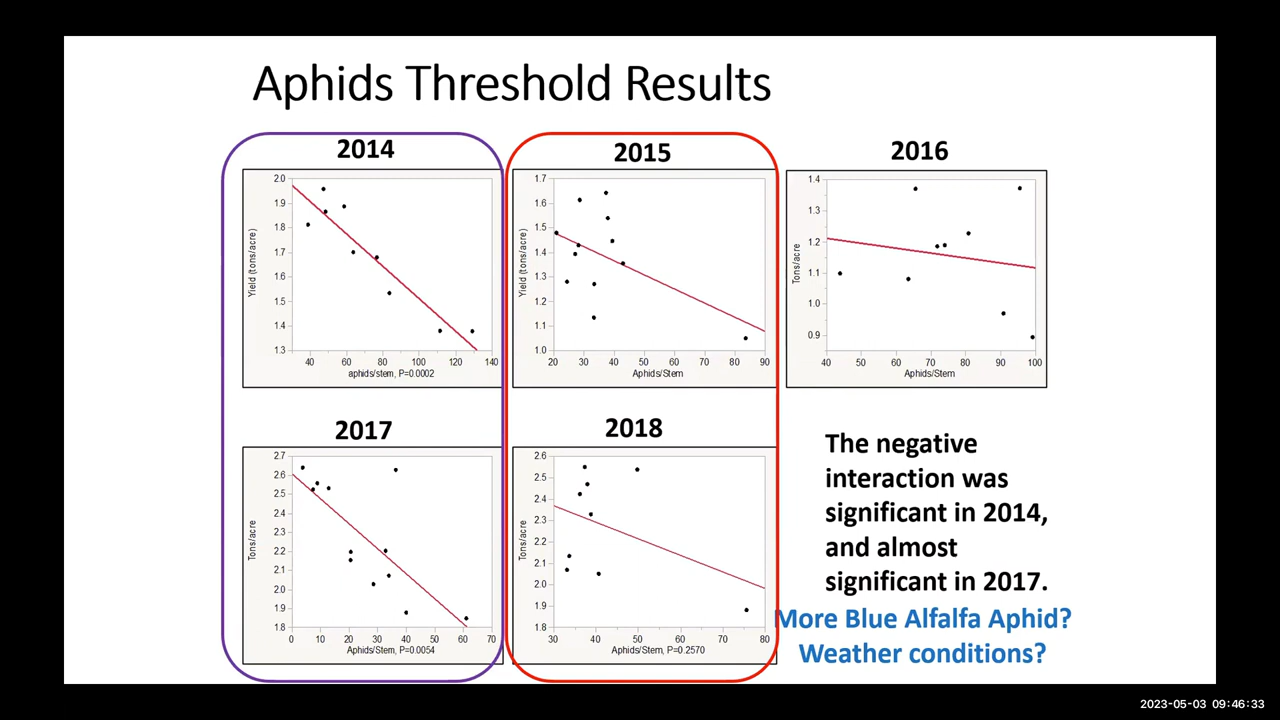 Aphids Threshold Results
2014
2.0
1.9
1.8
1.7
1.6
1.5
1.4
1.3
Yield (tons/acre)
40 60 80 100 120 140
aphids/stem, P=0.0002
2015
1.7
1.6
1.5
1.4
1.3
1.2
1.1
1.0
Yield (tons/acre)
20 30 40 50 60 70 80 90
Aphids/Stem
2016
1.4
1.3
1.2
1.1
1.0
0.9
Tons/acre
40 50 60 70 80 90 100
Aphids/Stem
2017
2.7
2.6
2.5
2.4
2.3
2.2
2.1
2.0
1.9
1.8
Tons/acre
0 10 20 30 40 50 60 70
Aphids/Stem, P=0.0054
2018
2.6
2.5
2.4
2.3
2.2
2.1
2.0
1.9
1.8
Tons/acre
30 40 50 60 70 80
Aphids/Stem, P=0.2570
The negative
interaction was
significant in 2014,
and almost
significant in 2017.
More Blue Alfalfa Aphid?
Weather conditions?
2023-05-03 09:46:33